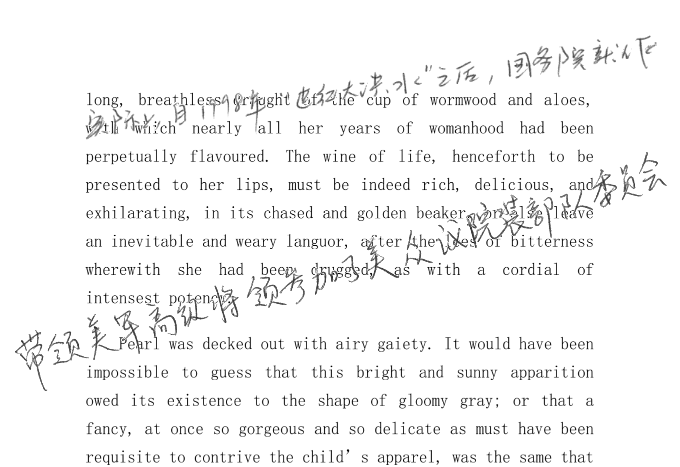 实际上,自1998年"世纪大洪水"之后,国务院就从
long, breathless draught of the cup of wormwood and aloes,
with which nearly all her years of womanhood had been
perpetually flavoured. The wine of life, henceforth to be
presented to her lips, must be indeed rich, delicious, and
exhilarating, in its chased and golden beaker, or else leave
an inevitable and weary languor, after the lees of bitterness
wherewith she had been drugged, as with a cordial of
intensest potency.
带领美军高级将领参加美众议院装部队委员会
Pearl was decked out with airy gaiety. It would have been
impossible to guess that this bright and sunny apparition
owed its existence to the shape of gloomy gray; or that a
fancy, at once so gorgeous and so delicate as must have been
requisite to contrive the child's apparel, was the same that